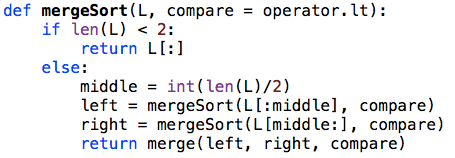 def mergeSort(L, compare = operator.lt):
    if len(L) < 2:
        return L[:]
    else:
        middle = int(len(L)/2)
        left = mergeSort(L[:middle], compare)
        right = mergeSort(L[middle:], compare)
        return merge(left, right, compare)